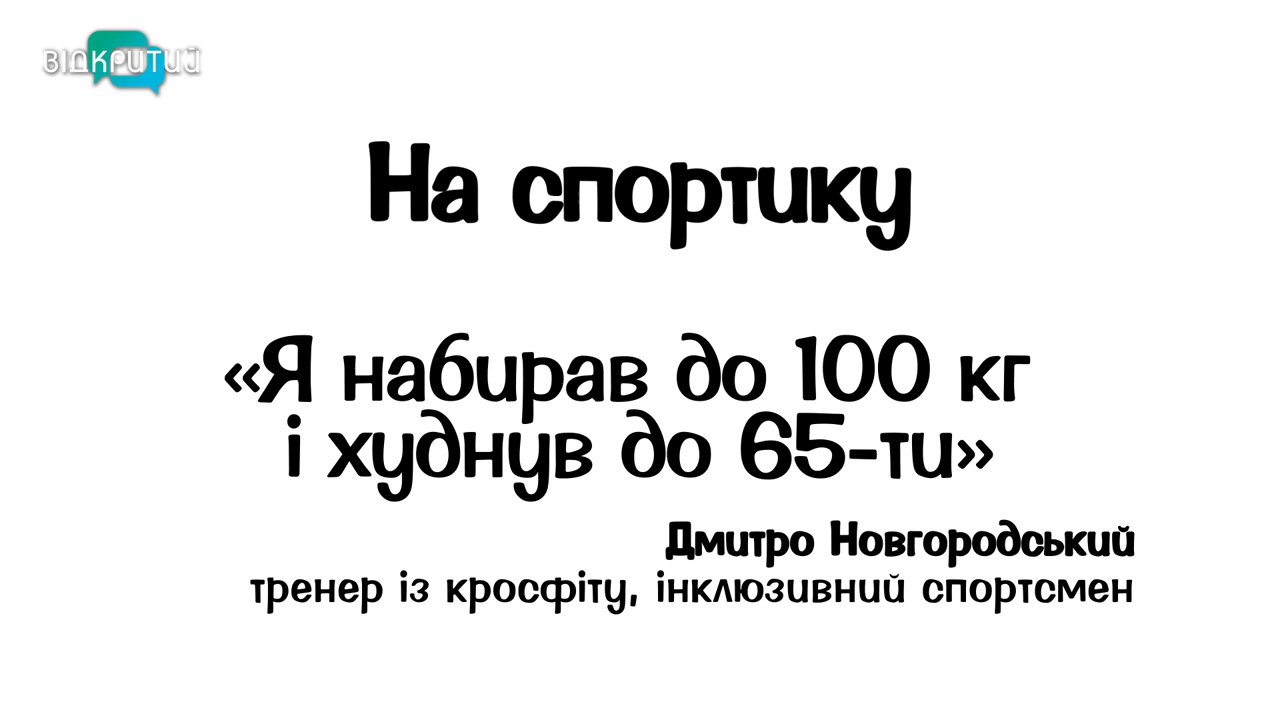 ВІДКРИТИЙ
На спортику
«Я набирав до 100 кг
і худнув до 65-ти»
Дмитро Новгородський
тренер із кросфіту, інклюзивний спортсмен